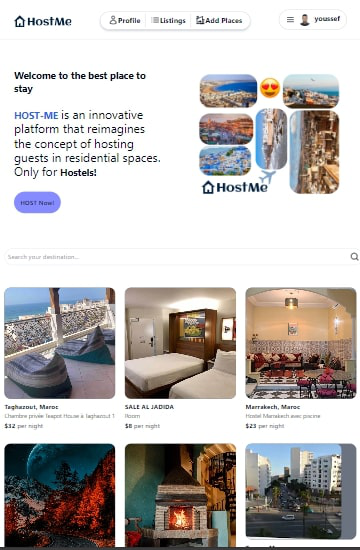 HostMe
Profile
Listings
Add Places
youssef
Welcome to the best place to
stay
HOST-ME is an innovative
platform that reimagines
the concept of hosting
guests in residential spaces.
Only for Hostels!
HostMe
HOST Now!
Search your destination...
Taghazout, Maroc
Chambre privée Teapot House à Taghazout 1
$32 per night
SALE AL JADIDA
Room
$8 per night
Marrakech, Maroc
Hostel Marrakech avec piscine
$23 per night